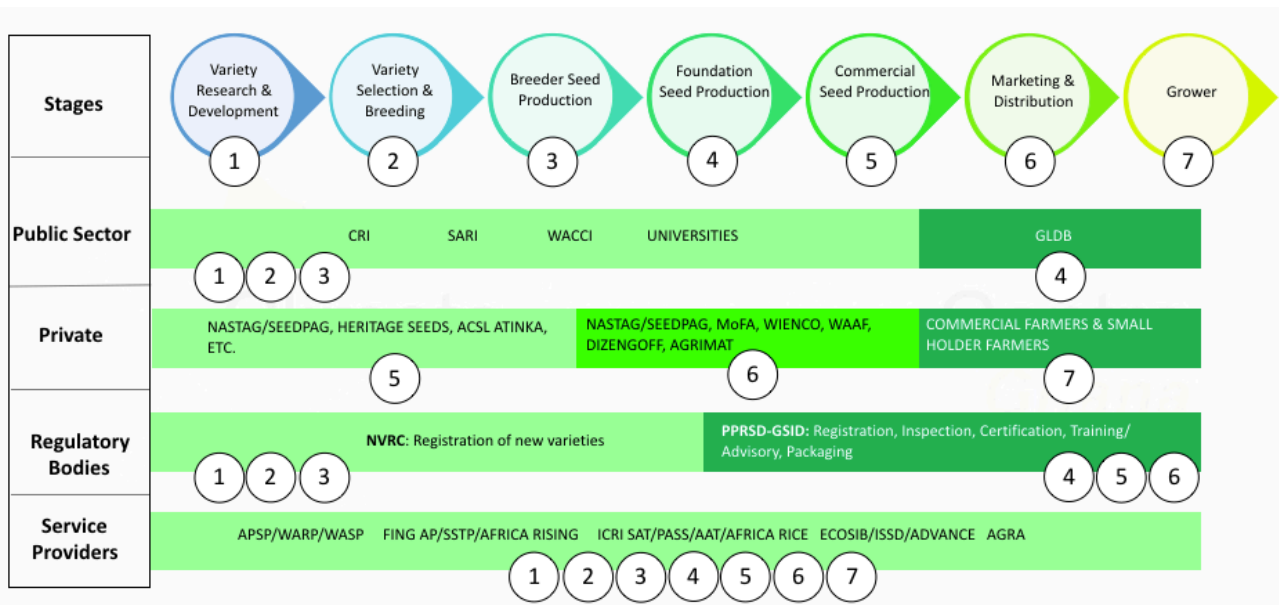 Stages
Variety
Research &
Development
1
Variety
Selection &
Breeding
2
Breeder Seed
Production
3
Foundation
Seed Production
4
Commercial
Seed Production
5
Marketing &
Distribution
6
Grower
7
Public Sector
CRI SARI WACCI UNIVERSITIES
1 2 3
GLDB
4
Private
NASTAG/SEEDPAG, HERITAGE SEEDS, ACSL ATINKA,
ETC.
5
NASTAG/SEEDPAG, MoFA, WIENCO, WAAF,
DIZENGOFF, AGRIMAT
6
COMMERCIAL FARMERS & SMALL
HOLDER FARMERS
7
Regulatory
Bodies
NVRC: Registration of new varieties
1 2 3
PPRSD-GSID: Registration, Inspection, Certification, Training/
Advisory, Packaging
4 5 6
Service
Providers
APSP/WARP/WASP FING AP/SSTP/AFRICA RISING ICRI SAT/PASS/AAT/AFRICA RICE ECOSIB/ISSD/ADVANCE AGRA
1 2 3 4 5 6 7